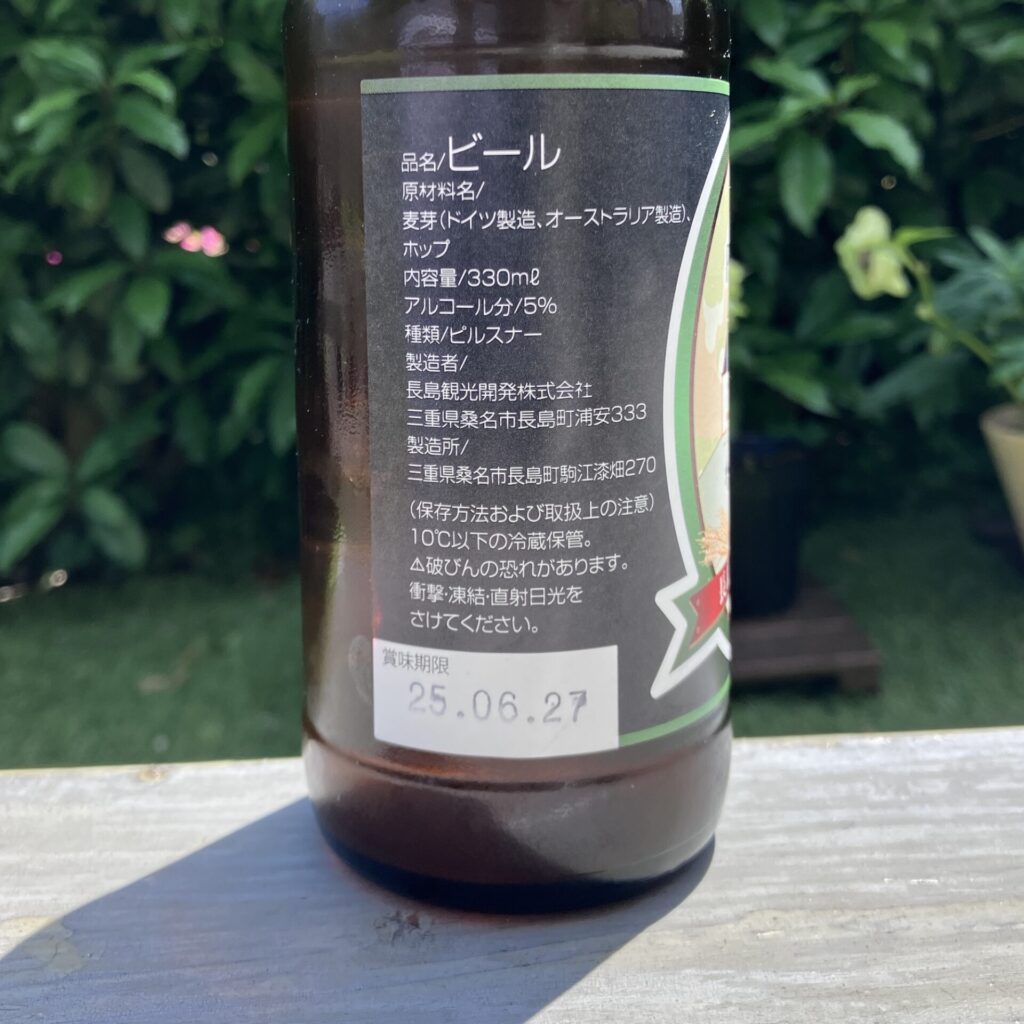 品名/ビール
原材料名/
麦芽(ドイツ製造、オーストラリア製造)、
ホップ
内容量/330mℓ
アルコール分/5%
種類/ピルスナー
製造者/
長島観光開発株式会社
三重県桑名市長島町浦安333
製造所/
三重県桑名市長島町駒江漆畑270
(保存方法および取扱上の注意)
10℃以下の冷蔵保管。
⚠破びんの恐れがあります。
衝撃・凍結・直射日光を
さけてください。
賞味期限
25.06.27